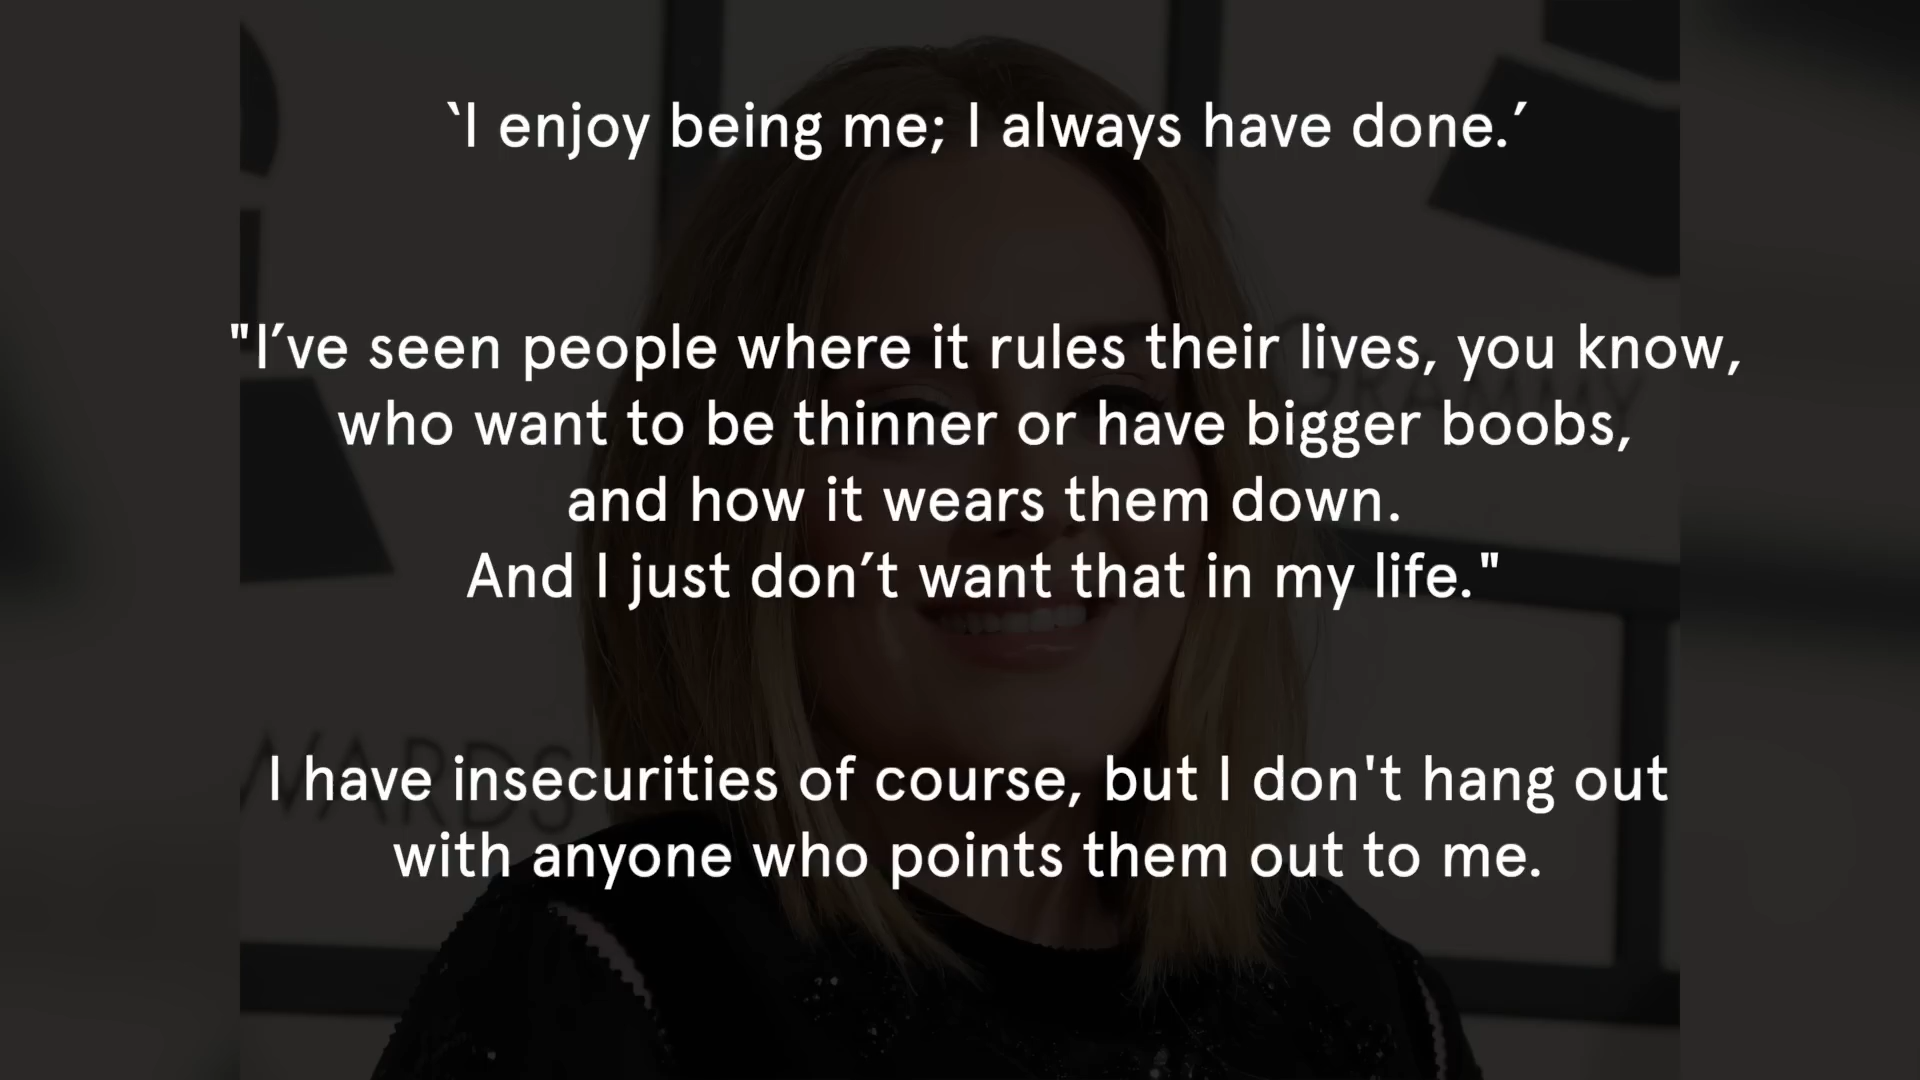 ‘I enjoy being me; I always have done.’
"I’ve seen people where it rules their lives, you know,
who want to be thinner or have bigger boobs,
and how it wears them down.
And I just don’t want that in my life."
GRAMMY
I have insecurities of course, but I don't hang out
WARDS
with anyone who points them out to me.